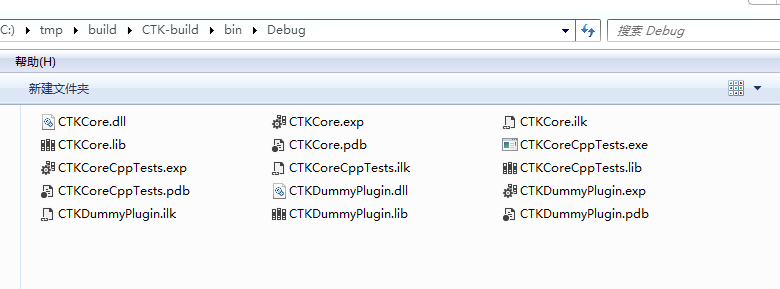 C:) ▸ tmp ▸ build ▸ CTK-build ▸ bin ▸ Debug
搜索 Debug
帮助(H)
新建文件夹
CTKCore.dll CTKCore.exp CTKCore.ilk
CTKCore.lib CTKCore.pdb CTKCoreCppTests.exe
CTKCoreCppTests.exp CTKCoreCppTests.ilk CTKCoreCppTests.lib
CTKCoreCppTests.pdb CTKDummyPlugin.dll CTKDummyPlugin.exp
CTKDummyPlugin.ilk CTKDummyPlugin.lib CTKDummyPlugin.pdb